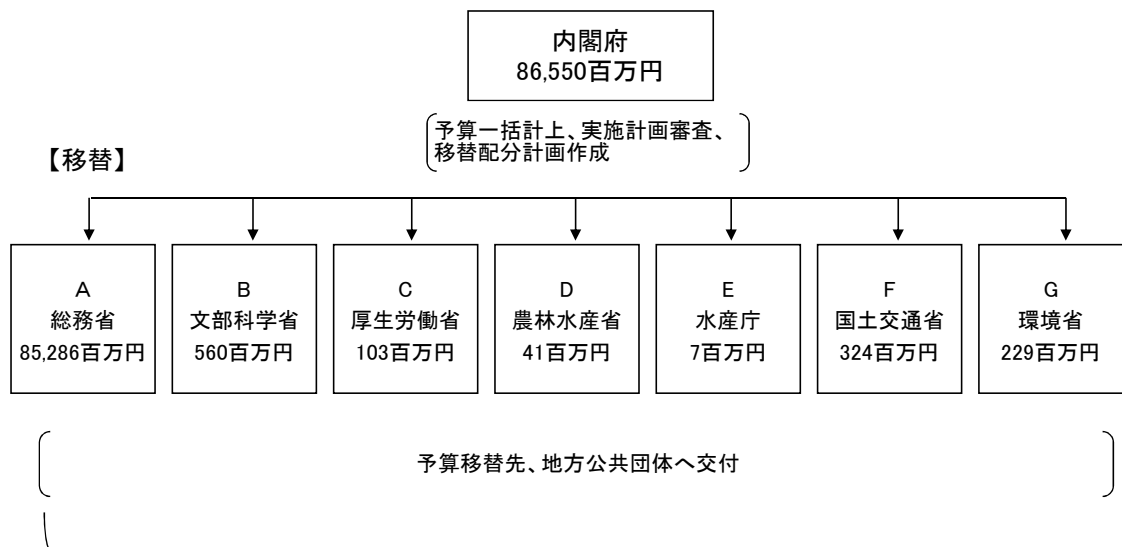 内閣府
86,550百万円
予算一括計上、実施計画審査、
移替配分計画作成
【移替】
A
総務省
85,286百万円
B
文部科学省
560百万円
C
厚生労働省
103百万円
D
農林水産省
41百万円
E
水産庁
7百万円
F
国土交通省
324百万円
G
環境省
229百万円
予算移替先、地方公共団体へ交付